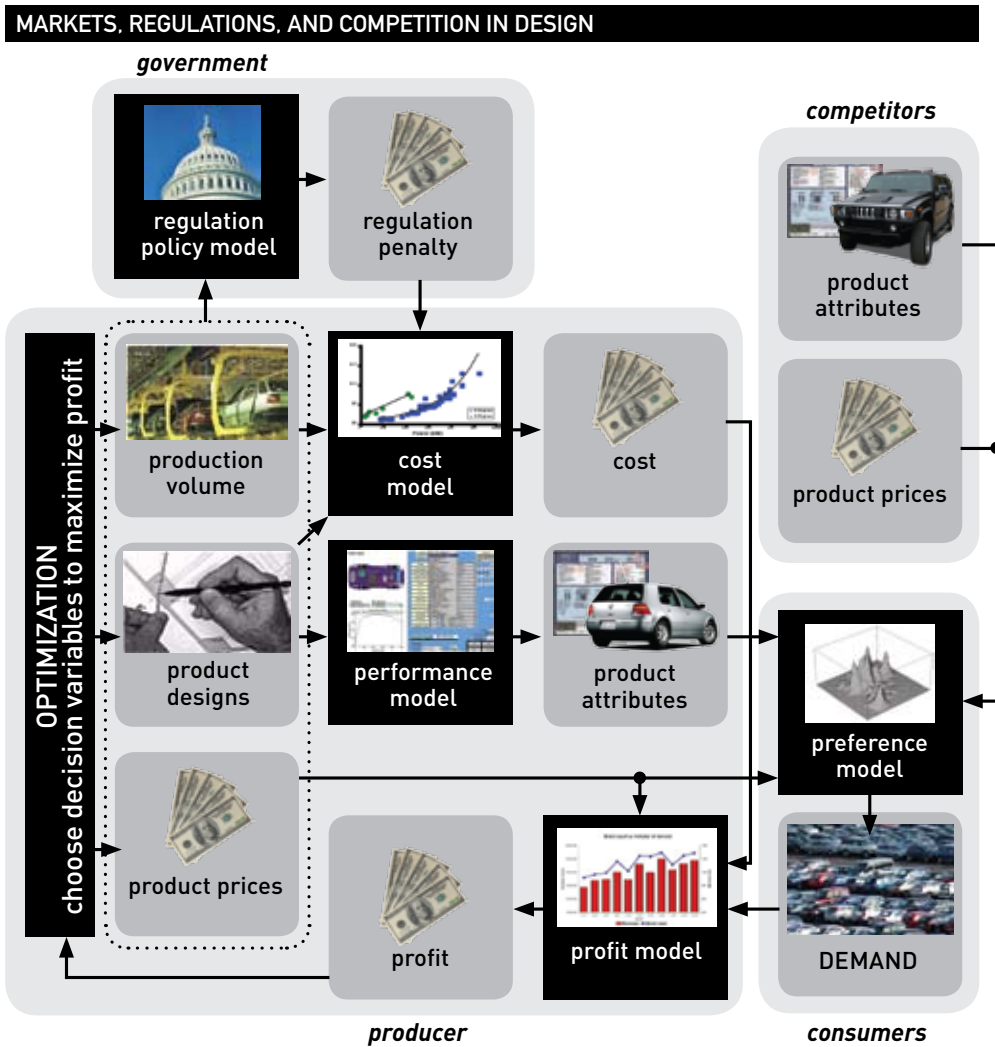 MARKETS, REGULATIONS, AND COMPETITION IN DESIGN
government
regulation
policy model
regulation
penalty
competitors
product
attributes
product prices
OPTIMIZATION
choose decision variables to maximize profit
production
volume
cost
model
cost
product
designs
performance
model
product
attributes
preference
model
product prices
profit
profit model
DEMAND
producer
consumers